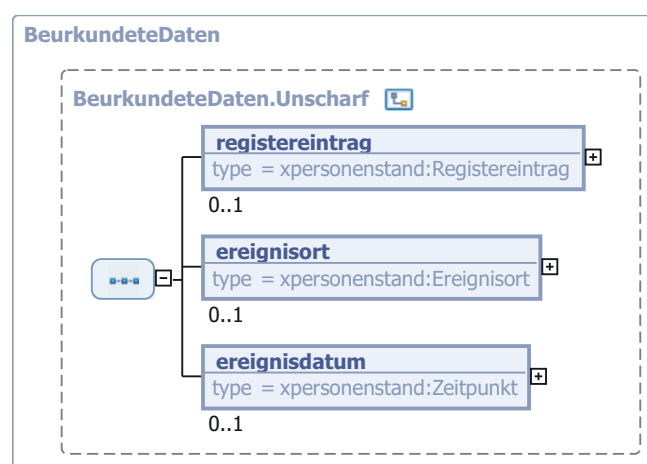 BeurkundeteDaten
BeurkundeteDaten.Unscharf
registereintrag
type = xpersonenstand:Registereintrag
0..1
ereignisort
type = xpersonenstand:Ereignisort
0..1
ereignisdatum
type = xpersonenstand:Zeitpunkt
0..1